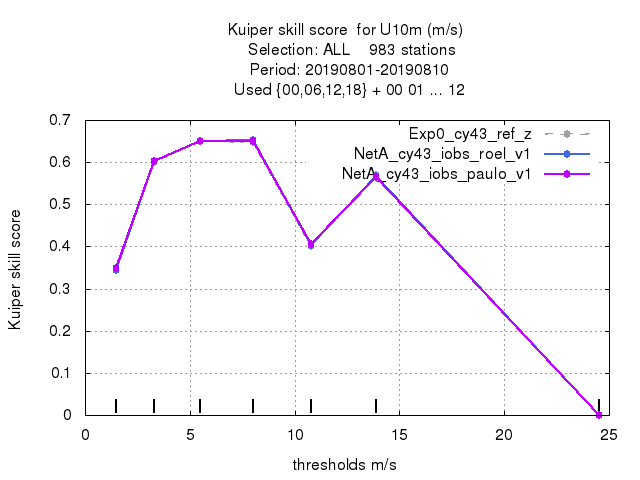 Kuiper skill score for U10m (m/s)
Selection: ALL 983 stations
Period: 20190801-20190810
Used {00,06,12,18} + 00 01 ... 12
Exp0_cy43_ref_z
NetA_cy43_iobs_roel_v1
NetA_cy43_iobs_paulo_v1
Kuiper skill score
0.7
0.6
0.5
0.4
0.3
0.2
0.1
0
0 5 10 15 20 25
thresholds m/s